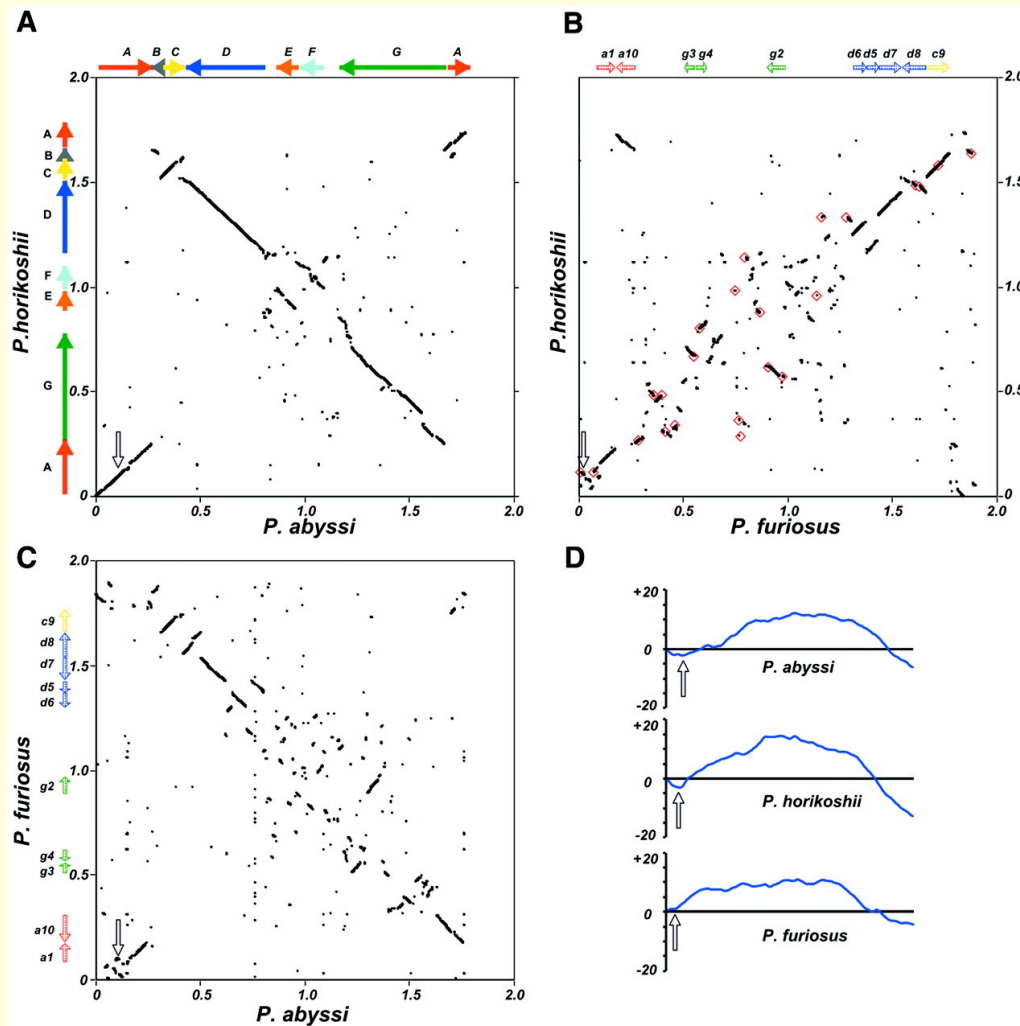 A
A B C D E F G A
2.0
1.5
1.0
0.5
0
A
B
C
D
F
E
G
A
P.horikoshii
0 0.5 1.0 1.5 2.0
P. abyssi
B
a1 a10 g3 g4 g2 d6 d5 d7 d8 c9
2.0
1.5
1.0
0.5
0
P.horikoshii
0 0.5 1.0 1.5 2.0
P. furiosus
C
2.0
1.5
1.0
0.5
0
c9
d8
d7
d5
d6
g2
g4
g3
a10
a1
P. furiosus
0 0.5 1.0 1.5 2.0
P. abyssi
D
+20
0
-20
P. abyssi
+20
0
-20
P. horikoshii
+20
0
-20
P. furiosus